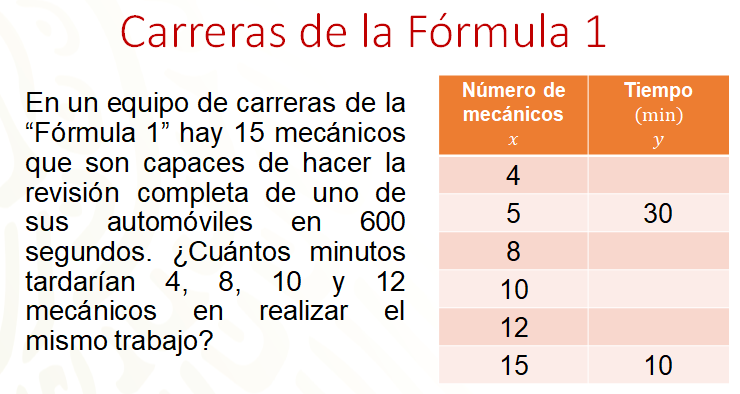 Carreras de la Fórmula 1
En un equipo de carreras de la
“Fórmula 1” hay 15 mecánicos
que son capaces de hacer la
revisión completa de uno de
sus automóviles en 600
segundos. ¿Cuántos minutos
tardarían 4, 8, 10 y 12
mecánicos en realizar el
mismo trabajo?
Número de mecánicos x Tiempo (min) y
4
5 30
8
10
12
15 10